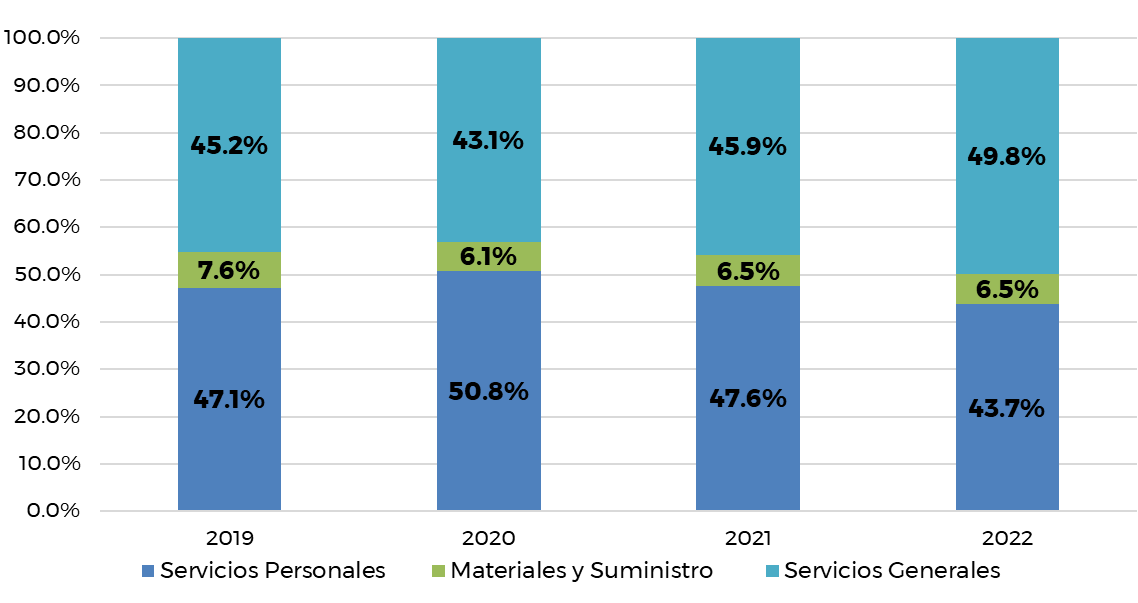 100.0%
90.0%
80.0%
70.0%
60.0%
50.0%
40.0%
30.0%
20.0%
10.0%
0.0%
45.2% 43.1% 45.9% 49.8%
7.6% 6.1% 6.5% 6.5%
47.1% 50.8% 47.6% 43.7%
2019 2020 2021 2022
Servicios Personales Materiales y Suministro Servicios Generales